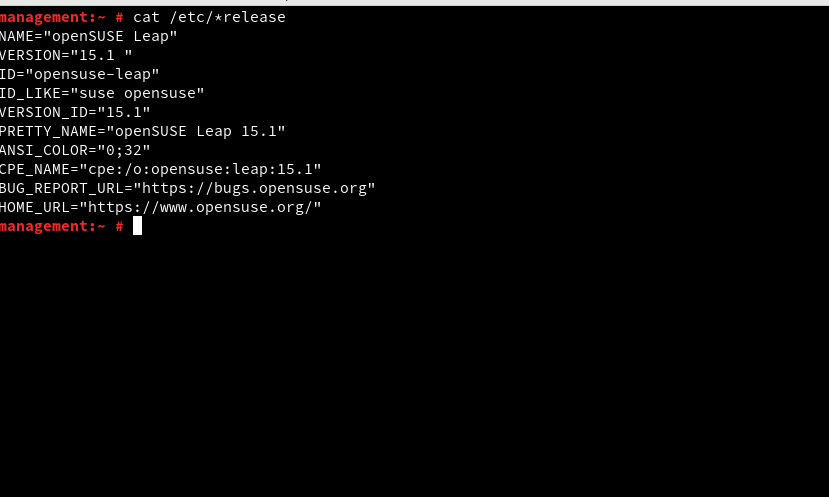 management:~ # cat /etc/*release
NAME="openSUSE Leap"
VERSION="15.1 "
ID="opensuse-leap"
ID_LIKE="suse opensuse"
VERSION_ID="15.1"
PRETTY_NAME="openSUSE Leap 15.1"
ANSI_COLOR="0;32"
CPE_NAME="cpe:/o:opensuse:leap:15.1"
BUG_REPORT_URL="https://bugs.opensuse.org"
HOME_URL="https://www.opensuse.org/"
management:~ #